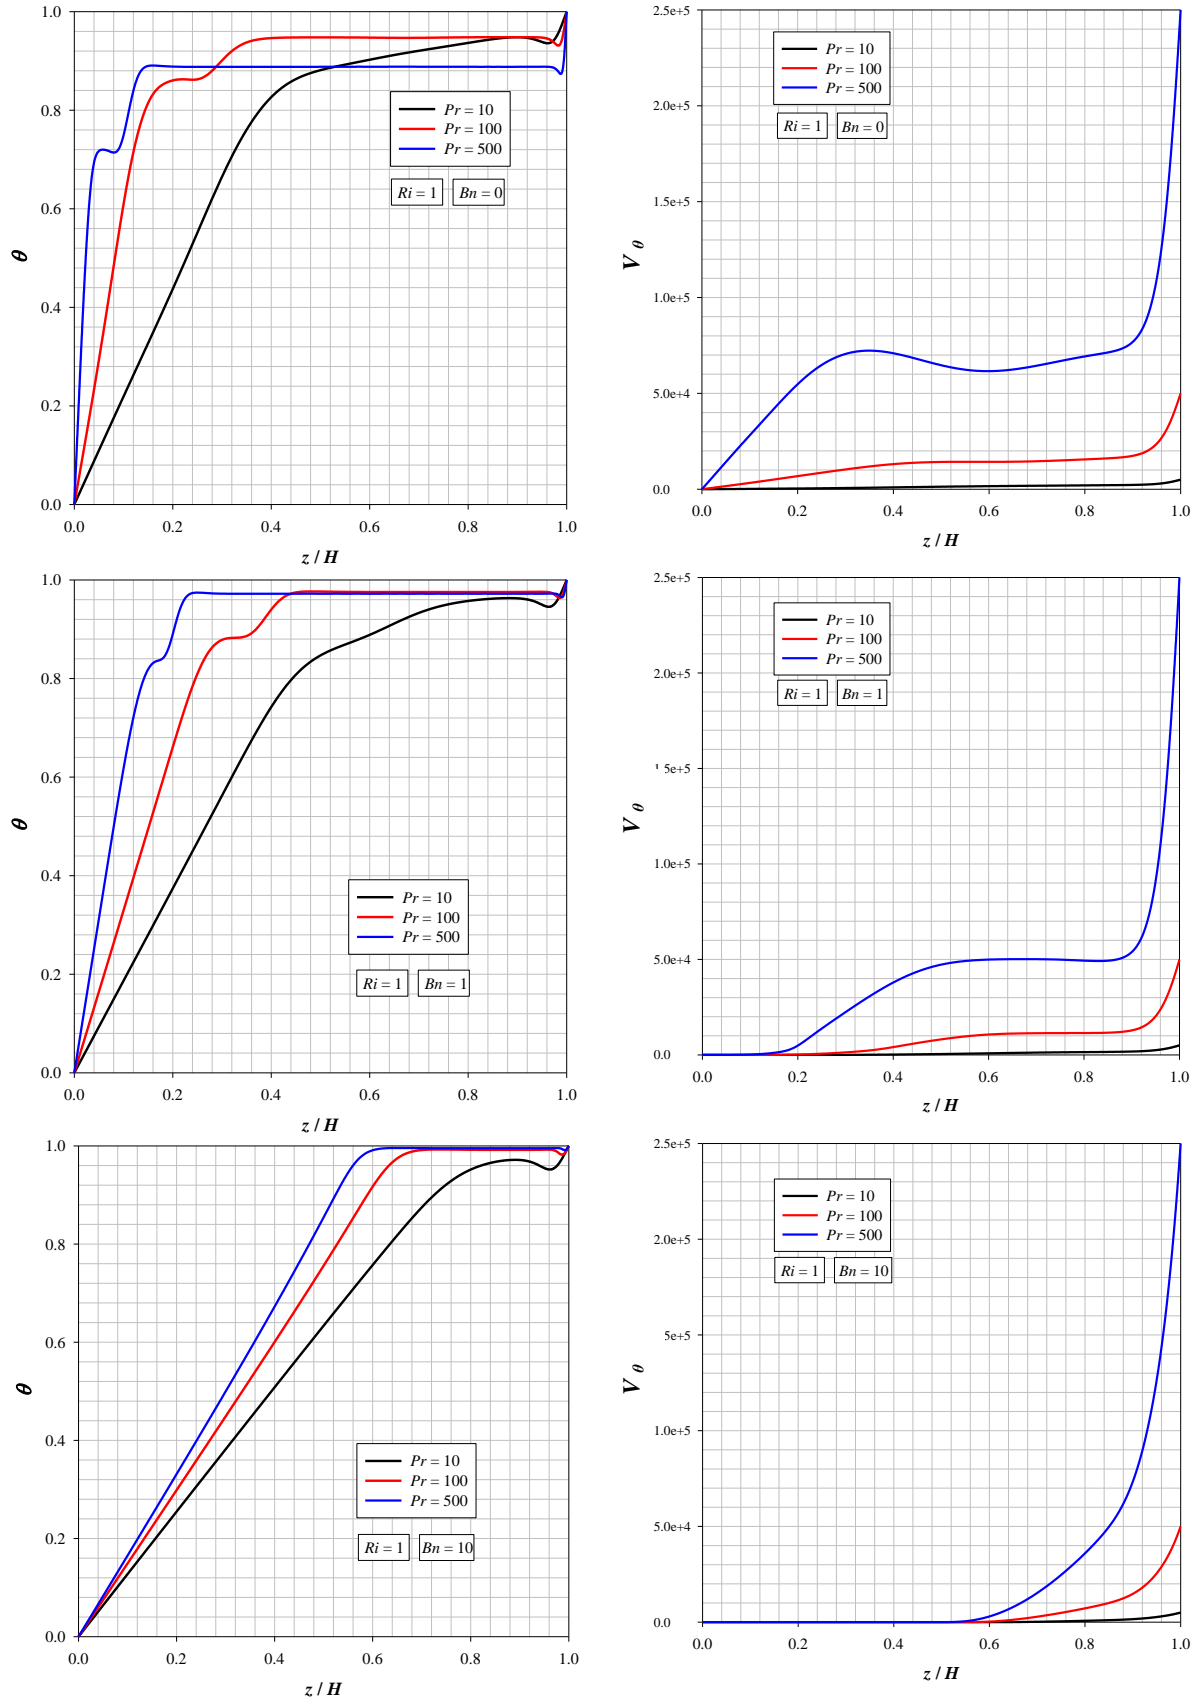 1.0
0.8
0.6
0.4
0.2
0.0
θ
0.0 0.2 0.4 0.6 0.8 1.0
z / H
Pr = 10
Pr = 100
Pr = 500
Ri = 1 Bn = 0
2.5e+5
2.0e+5
1.5e+5
1.0e+5
5.0e+4
0.0
V θ
0.0 0.2 0.4 0.6 0.8 1.0
z / H
Pr = 10
Pr = 100
Pr = 500
Ri = 1 Bn = 0
1.0
0.8
0.6
0.4
0.2
0.0
θ
0.0 0.2 0.4 0.6 0.8 1.0
z / H
Pr = 10
Pr = 100
Pr = 500
Ri = 1 Bn = 1
2.5e+5
2.0e+5
5e+5
1.0e+5
5.0e+4
0.0
V θ
0.0 0.2 0.4 0.6 0.8 1.0
z / H
Pr = 10
Pr = 100
Pr = 500
Ri = 1 Bn = 1
1.0
0.8
0.6
0.4
0.2
0.0
θ
0.0 0.2 0.4 0.6 0.8 1.0
z / H
Pr = 10
Pr = 100
Pr = 500
Ri = 1 Bn = 10
2.5e+5
2.0e+5
5e+5
1.0e+5
5.0e+4
0.0
V θ
0.0 0.2 0.4 0.6 0.8 1.0
z / H
Pr = 10
Pr = 100
Pr = 500
Ri = 1 Bn = 10